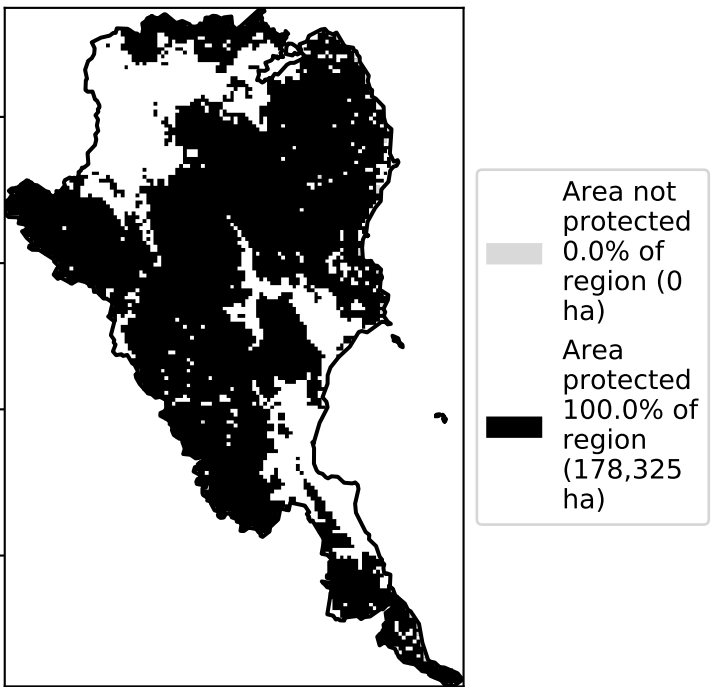 Area not
protected
0.0% of
region (0
ha)
Area
protected
100.0% of
region
(178,325
ha)